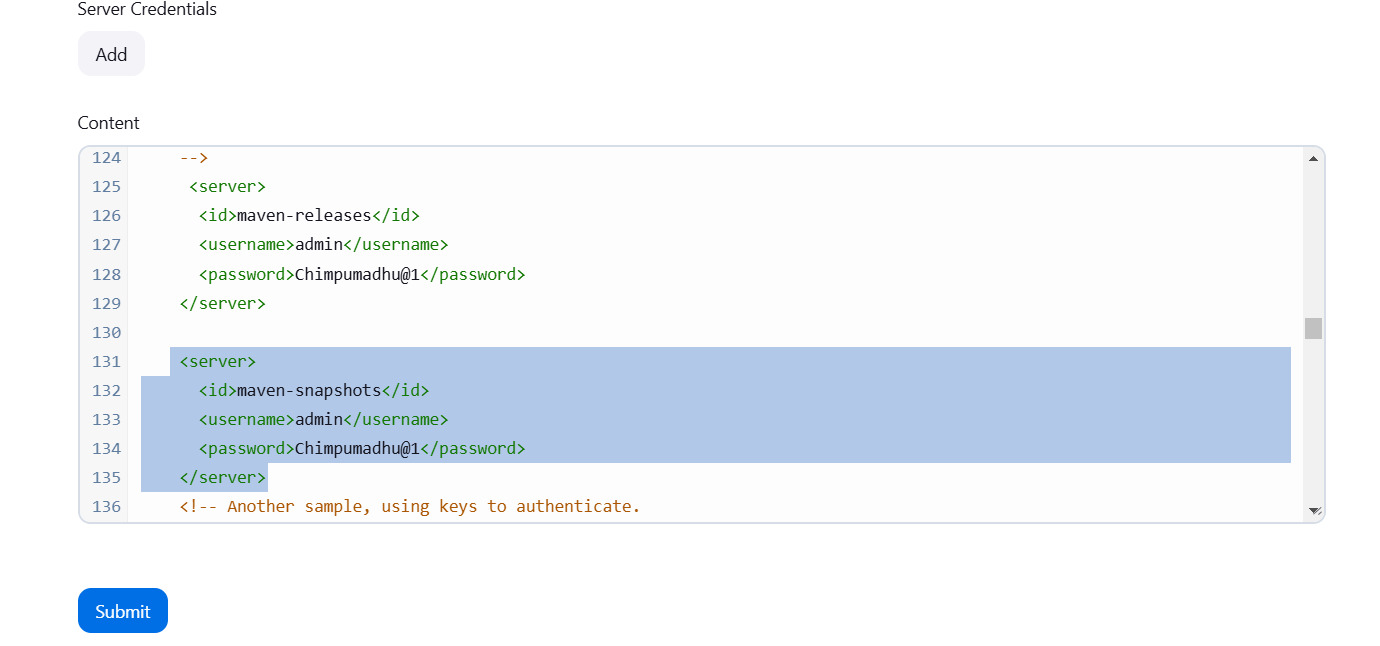 Server Credentials
Add
Content
124 -->
125 <server>
126 <id>maven-releases</id>
127 <username>admin</username>
128 <password>Chimpumadhu@1</password>
129 </server>
130
131 <server>
132 <id>maven-snapshots</id>
133 <username>admin</username>
134 <password>Chimpumadhu@1</password>
135 </server>
136 <!-- Another sample, using keys to authenticate.
Submit